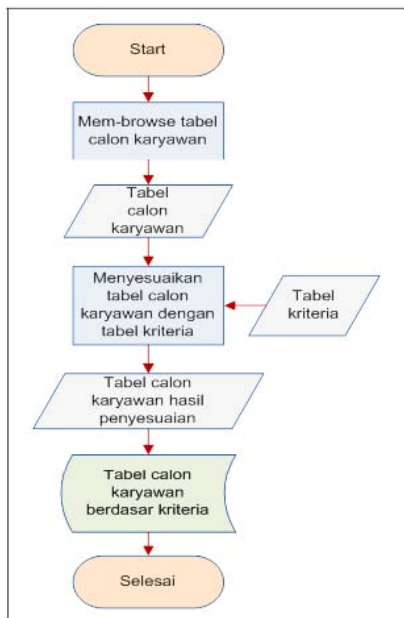 Start
Mem-browse tabel
calon karyawan
Tabel
calon
karyawan
Menyesuaikan
tabel calon
karyawan dengan
tabel kriteria
Tabel
kriteria
Tabel calon
karyawan hasil
penyesuaian
Tabel calon
karyawan
berdasar kriteria
Selesai